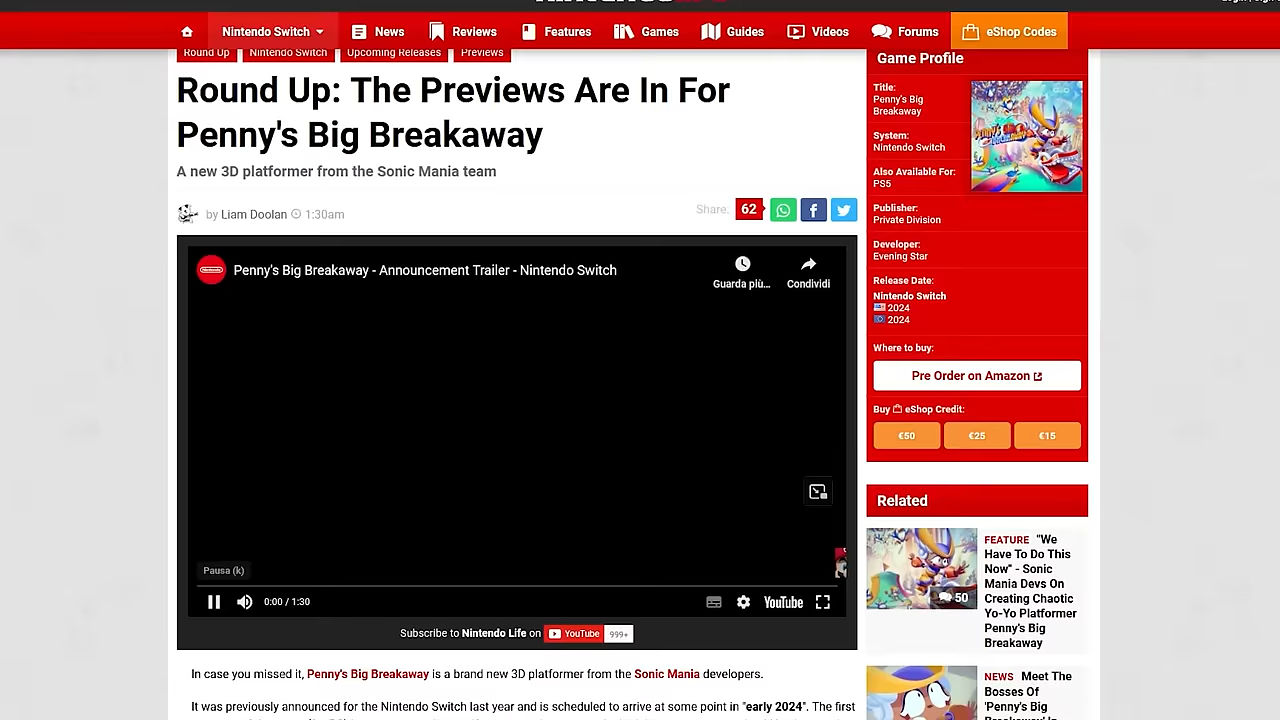 Nintendo Switch
News
Reviews
Features
Games
Guides
Videos
Forums
eShop Codes
Round Up
Nintendo Switch
Upcoming Releases
Previews
Round Up: The Previews Are In For
Penny's Big Breakaway
A new 3D platformer from the Sonic Mania team
by Liam Doolan 1:30am
Share: 62
Penny's Big Breakaway - Announcement Trailer - Nintendo Switch
Guarda più...
Condividi
Pausa (k)
0:00 / 1:30
YouTube
Subscribe to Nintendo Life on YouTube 999+
In case you missed it, Penny's Big Breakaway is a brand new 3D platformer from the Sonic Mania developers.
It was previously announced for the Nintendo Switch last year and is scheduled to arrive at some point in "early 2024". The first
Game Profile
Title:
Penny's Big
Breakaway
System:
Nintendo Switch
Also Available For:
PS5
Publisher:
Private Division
Developer:
Evening Star
Release Date:
Nintendo Switch
2024
2024
Where to buy:
Pre Order on Amazon
Buy eShop Credit:
€50
€25
€15
Related
FEATURE "We
Have To Do This
Now" - Sonic
Mania Devs On
Creating Chaotic
Yo-Yo Platformer
Penny's Big
Breakaway
50
NEWS Meet The
Bosses Of
'Penny's Big